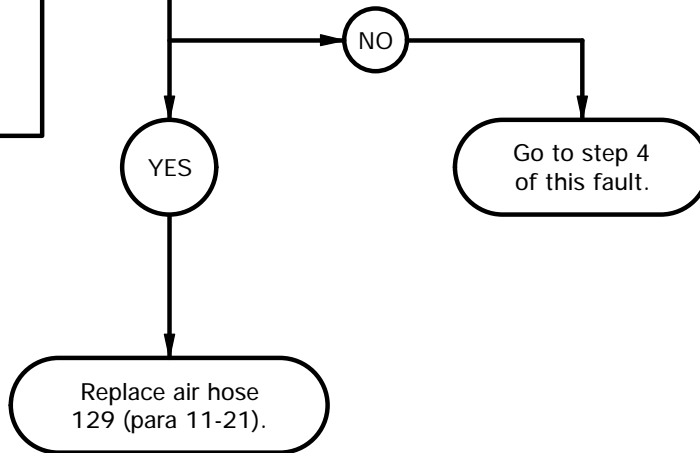 NO
YES
Go to step 4
of this fault.
Replace air hose
129 (para 11-21).